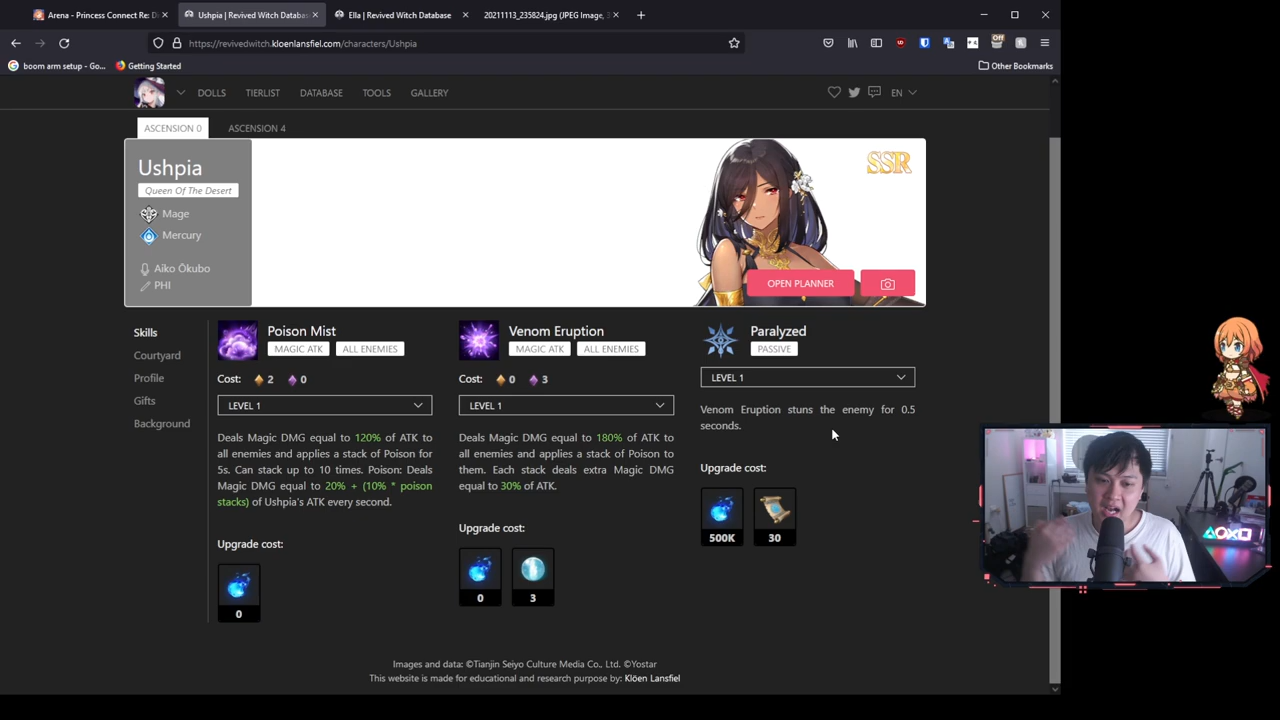 Arena - Princess Connect Re: D
Ushpia | Revived Witch Databa
Ella | Revived Witch Database
20211113_235824.jpg (JPEG Image, 3
https://revivedwitch.kloenlansfiel.com/characters/Ushpia
Off
boom arm setup - Go...
Getting Started
Other Bookmarks
DOLLS
TIERLIST
DATABASE
TOOLS
GALLERY
EN
ASCENSION 0
ASCENSION 4
Ushpia
Queen Of The Desert
Mage
Mercury
Aiko Ōkubo
PHI
SSR
OPEN PLANNER
Skills
Courtyard
Profile
Gifts
Background
Poison Mist
MAGIC ATK
ALL ENEMIES
Cost: 2 0
LEVEL 1
Deals Magic DMG equal to 120% of ATK to
all enemies and applies a stack of Poison for
5s. Can stack up to 10 times. Poison: Deals
Magic DMG equal to 20% + (10% * poison
stacks) of Ushpia's ATK every second.
Upgrade cost:
0
Venom Eruption
MAGIC ATK
ALL ENEMIES
Cost: 0 3
LEVEL 1
Deals Magic DMG equal to 180% of ATK to
all enemies and applies a stack of Poison to
them. Each stack deals extra Magic DMG
equal to 30% of ATK.
Upgrade cost:
0
3
Paralyzed
PASSIVE
LEVEL 1
Venom Eruption stuns the enemy for 0.5
seconds.
Upgrade cost:
500K
30
Images and data: ©Tianjin Seiyo Culture Media Co., Ltd. ©Yostar
This website is made for educational and research purpose by: Klöen Lansfiel